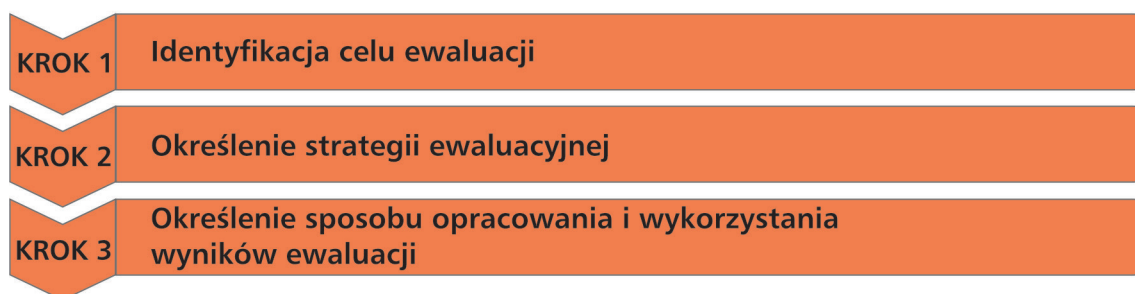 KROK 1
Identyfikacja celu ewaluacji
KROK 2
Określenie strategii ewaluacyjnej
KROK 3
Określenie sposobu opracowania i wykorzystania
wyników ewaluacji